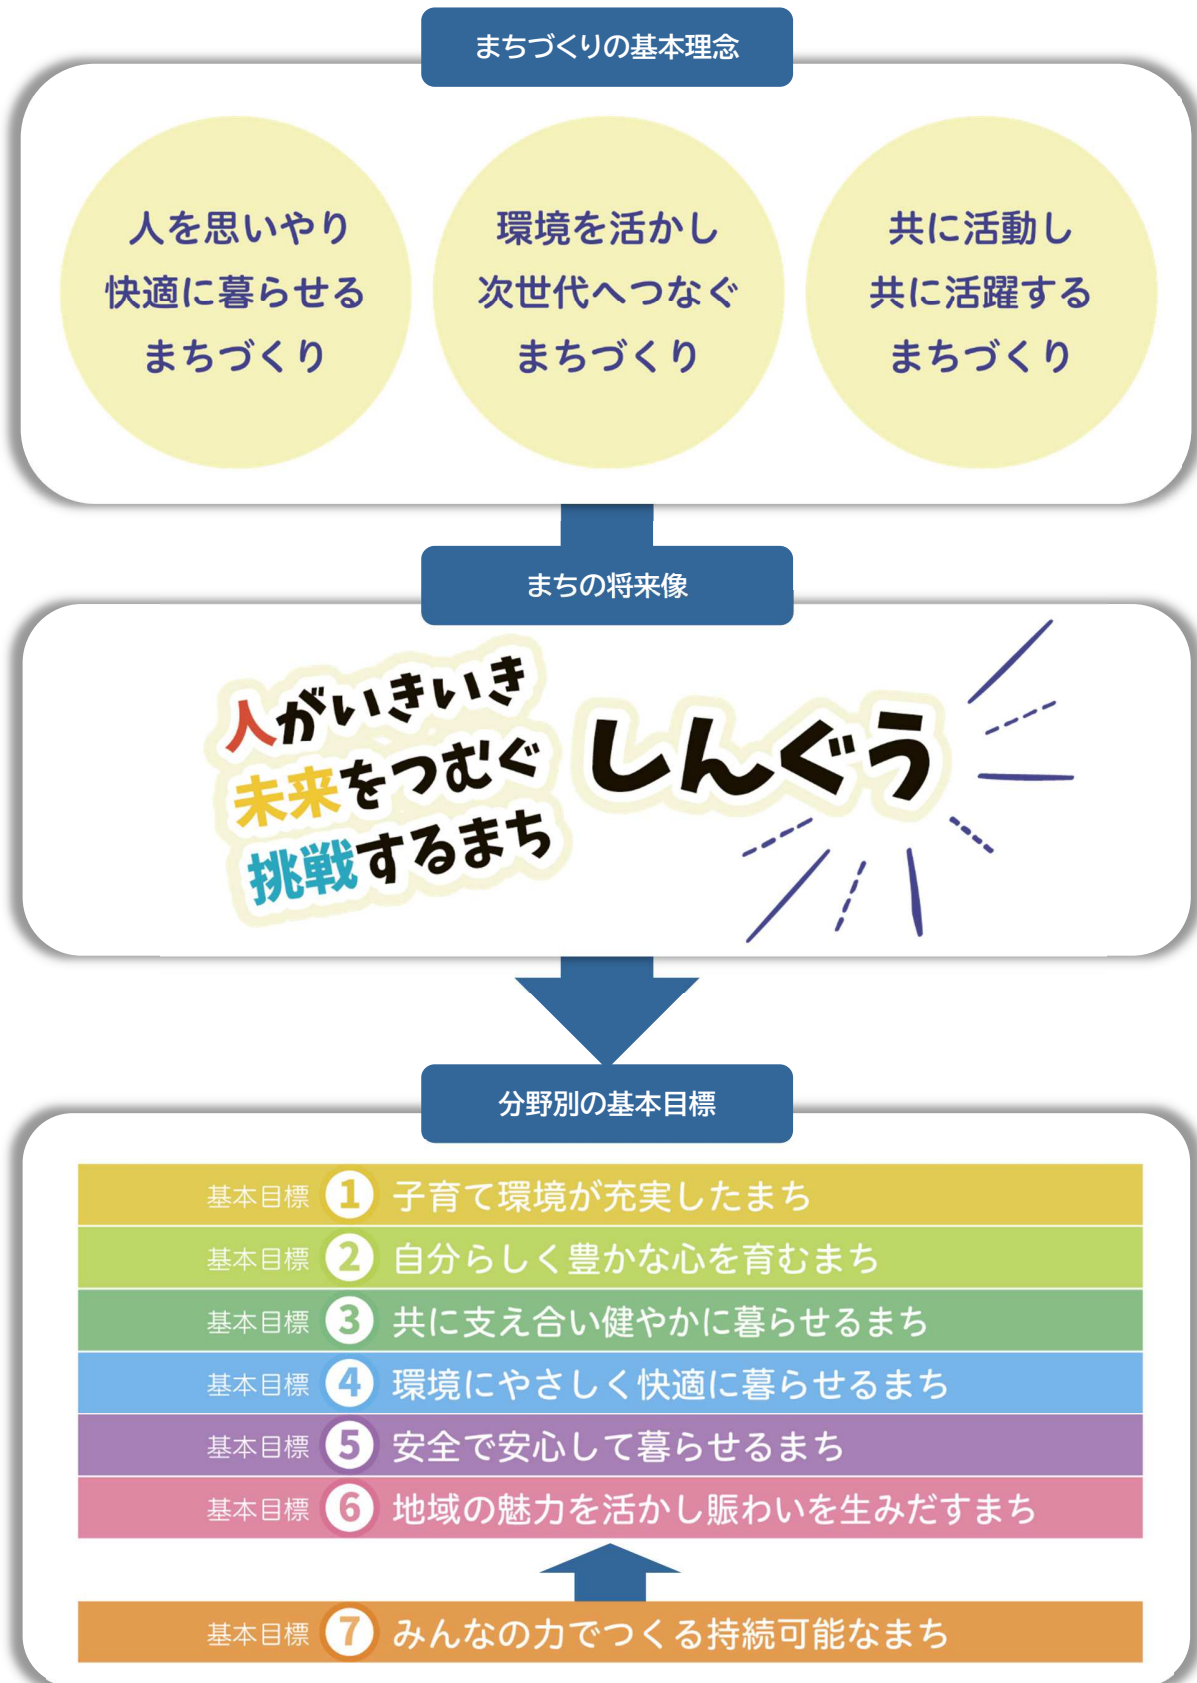 まちづくりの基本理念
人を思いやり
快適に暮らせる
まちづくり
環境を活かし
次世代へつなぐ
まちづくり
共に活動し
共に活躍する
まちづくり
まちの将来像
人がいきいき
未来をつむぐ
挑戦するまち
しんぐう
分野別の基本目標
基本目標 1 子育て環境が充実したまち
基本目標 2 自分らしく豊かな心を育むまち
基本目標 3 共に支え合い健やかに暮らせるまち
基本目標 4 環境にやさしく快適に暮らせるまち
基本目標 5 安全で安心して暮らせるまち
基本目標 6 地域の魅力を活かし賑わいを生みだすまち
基本目標 7 みんなの力でつくる持続可能なまち